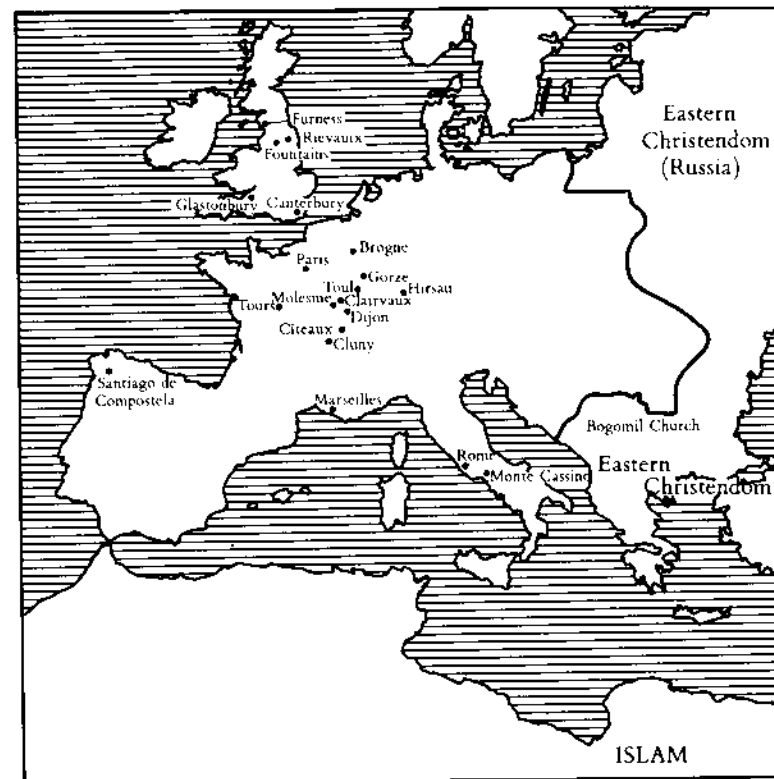 Eastern
Christendom
(Russia)
Furness
Rievaulx
Fountains
Glastonbury
Canterbury
Brogne
Paris
Gorze
Toul
Hirsau
Molesme
Clairvaux
Tours
Dijon
Citeaux
Cluny
Santiago de
Compostela
Marseilles
Bogomil Church
Rome
Monte Cassino
Eastern
Christendom
ISLAM